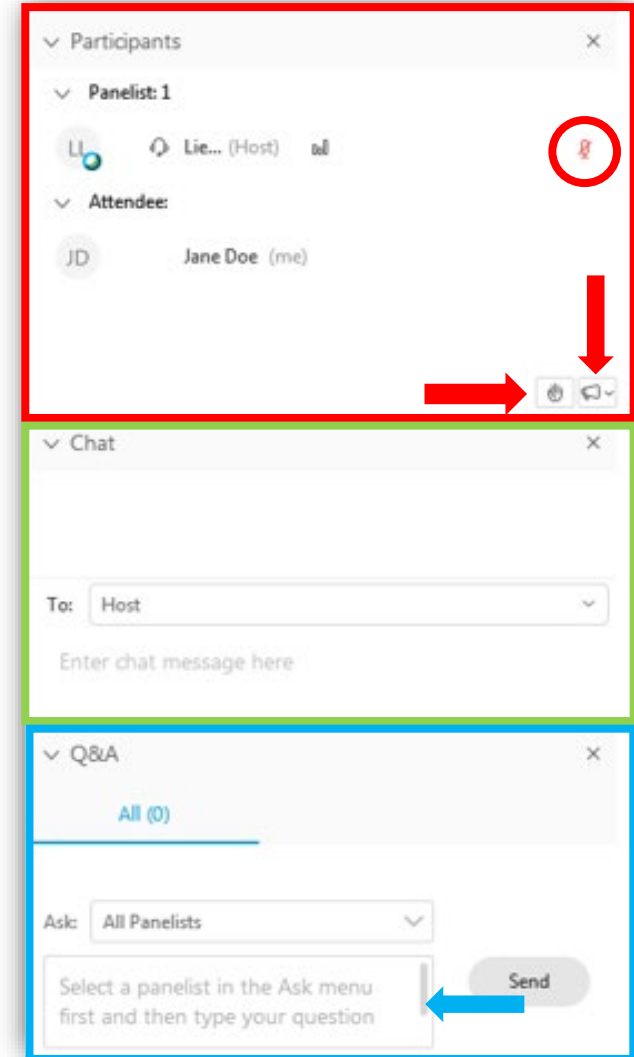 Participants
Panelist: 1
LI Lie... (Host)
Attendee:
JD Jane Doe (me)
Chat
To: Host
Enter chat message here
Q&A
All (0)
Ask: All Panelists
Select a panelist in the Ask menu
first and then type your question
Send